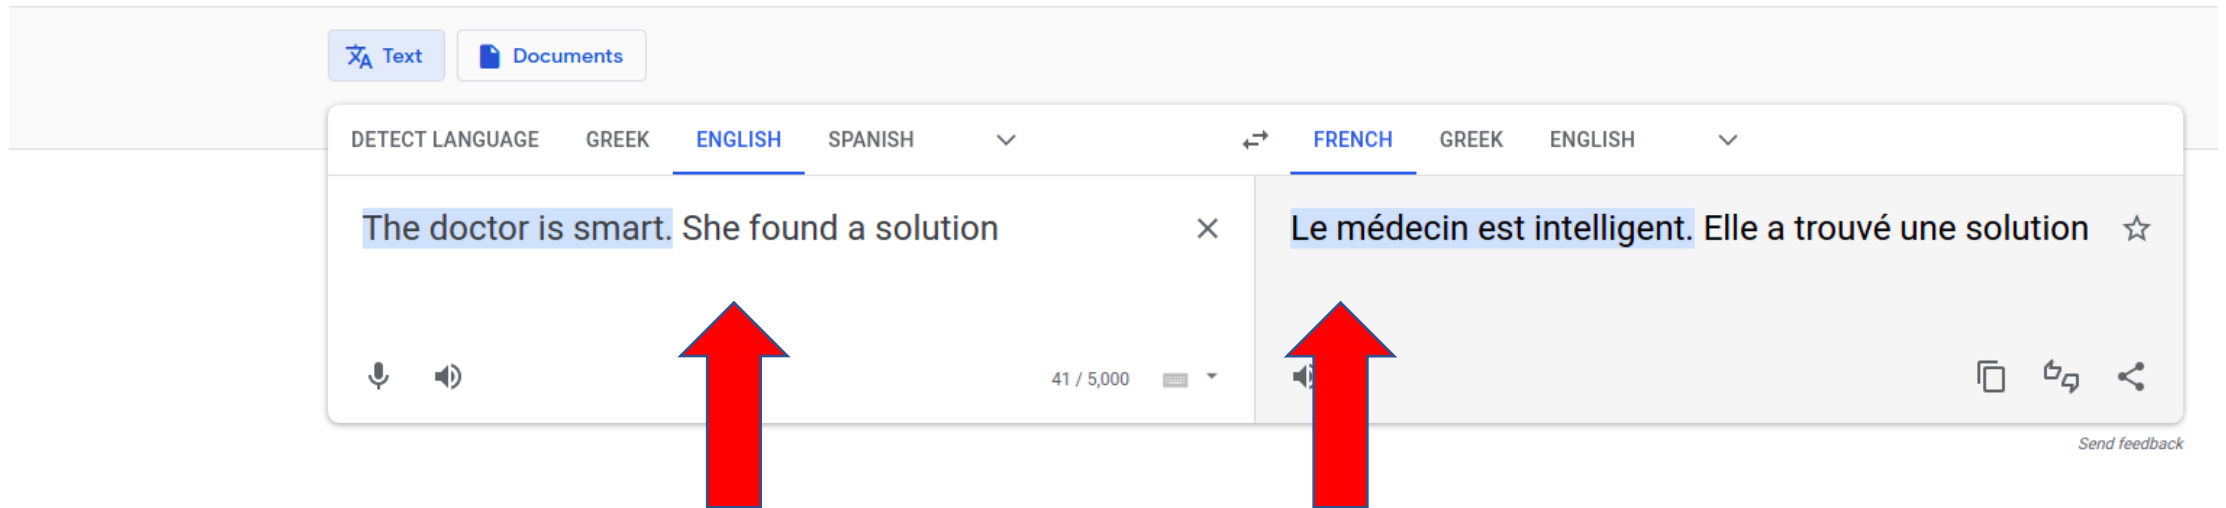 Text Documents
DETECT LANGUAGE GREEK ENGLISH SPANISH FRENCH GREEK ENGLISH
The doctor is smart. She found a solution
Le médecin est intelligent. Elle a trouvé une solution
41 / 5,000
Send feedback